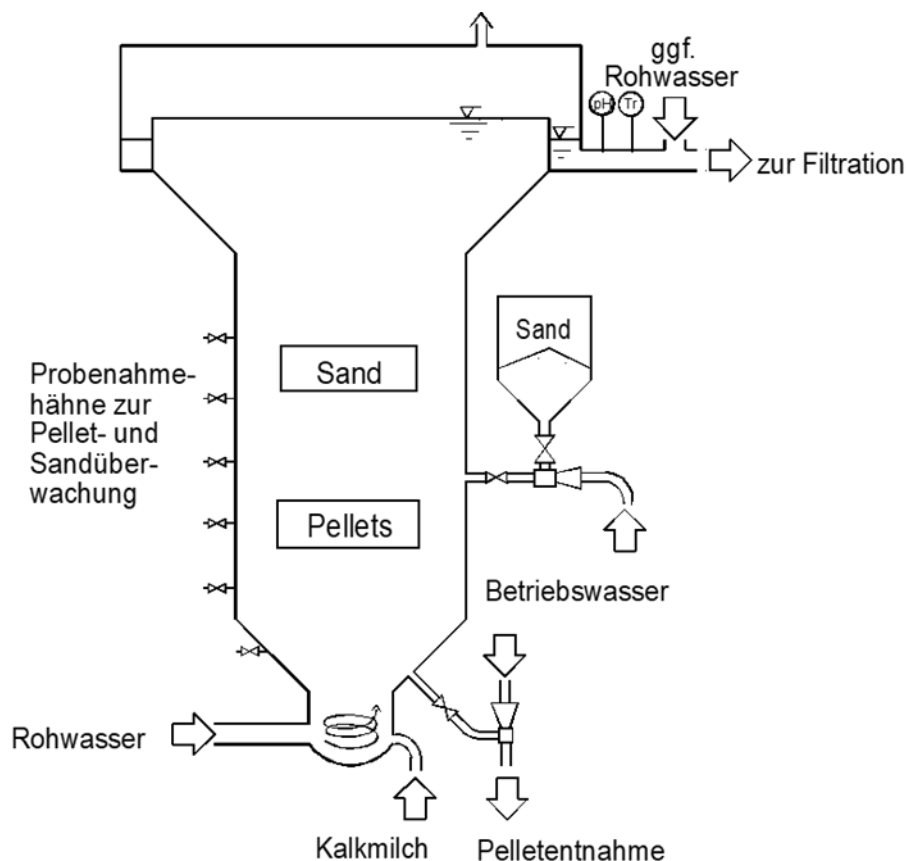 ggf.
Rohwasser
pH
Tr
zur Filtration
Sand
Sand
Probenahme-
hähne zur
Pellet- und
Sandüber-
wachung
Pellets
Betriebswasser
Rohwasser
Kalkmilch
Pelletentnahme